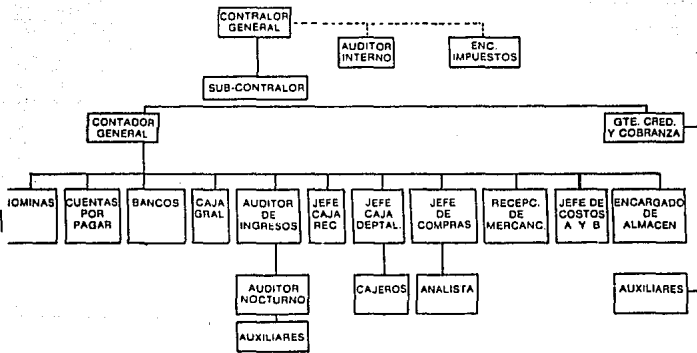 CONTRALOR
GENERAL
AUDITOR
INTERNO
ENC.
IMPUESTOS
SUB-CONTRALOR
CONTADOR
GENERAL
GTE. CRED.
Y COBRANZA
NOMINAS
CUENTAS
POR
PAGAR
BANCOS
CAJA
GRAL
AUDITOR
DE
INGRESOS
JEFE
CAJA
REC
JEFE
CAJA
DEPTAL.
JEFE
DE
COMPRAS
RECEPC.
DE
MERCANC.
JEFE DE
COSTOS
A Y B
ENCARGADO
DE
ALMACEN
AUDITOR
NOCTURNO
CAJEROS
ANALISTA
AUXILIARES
AUXILIARES